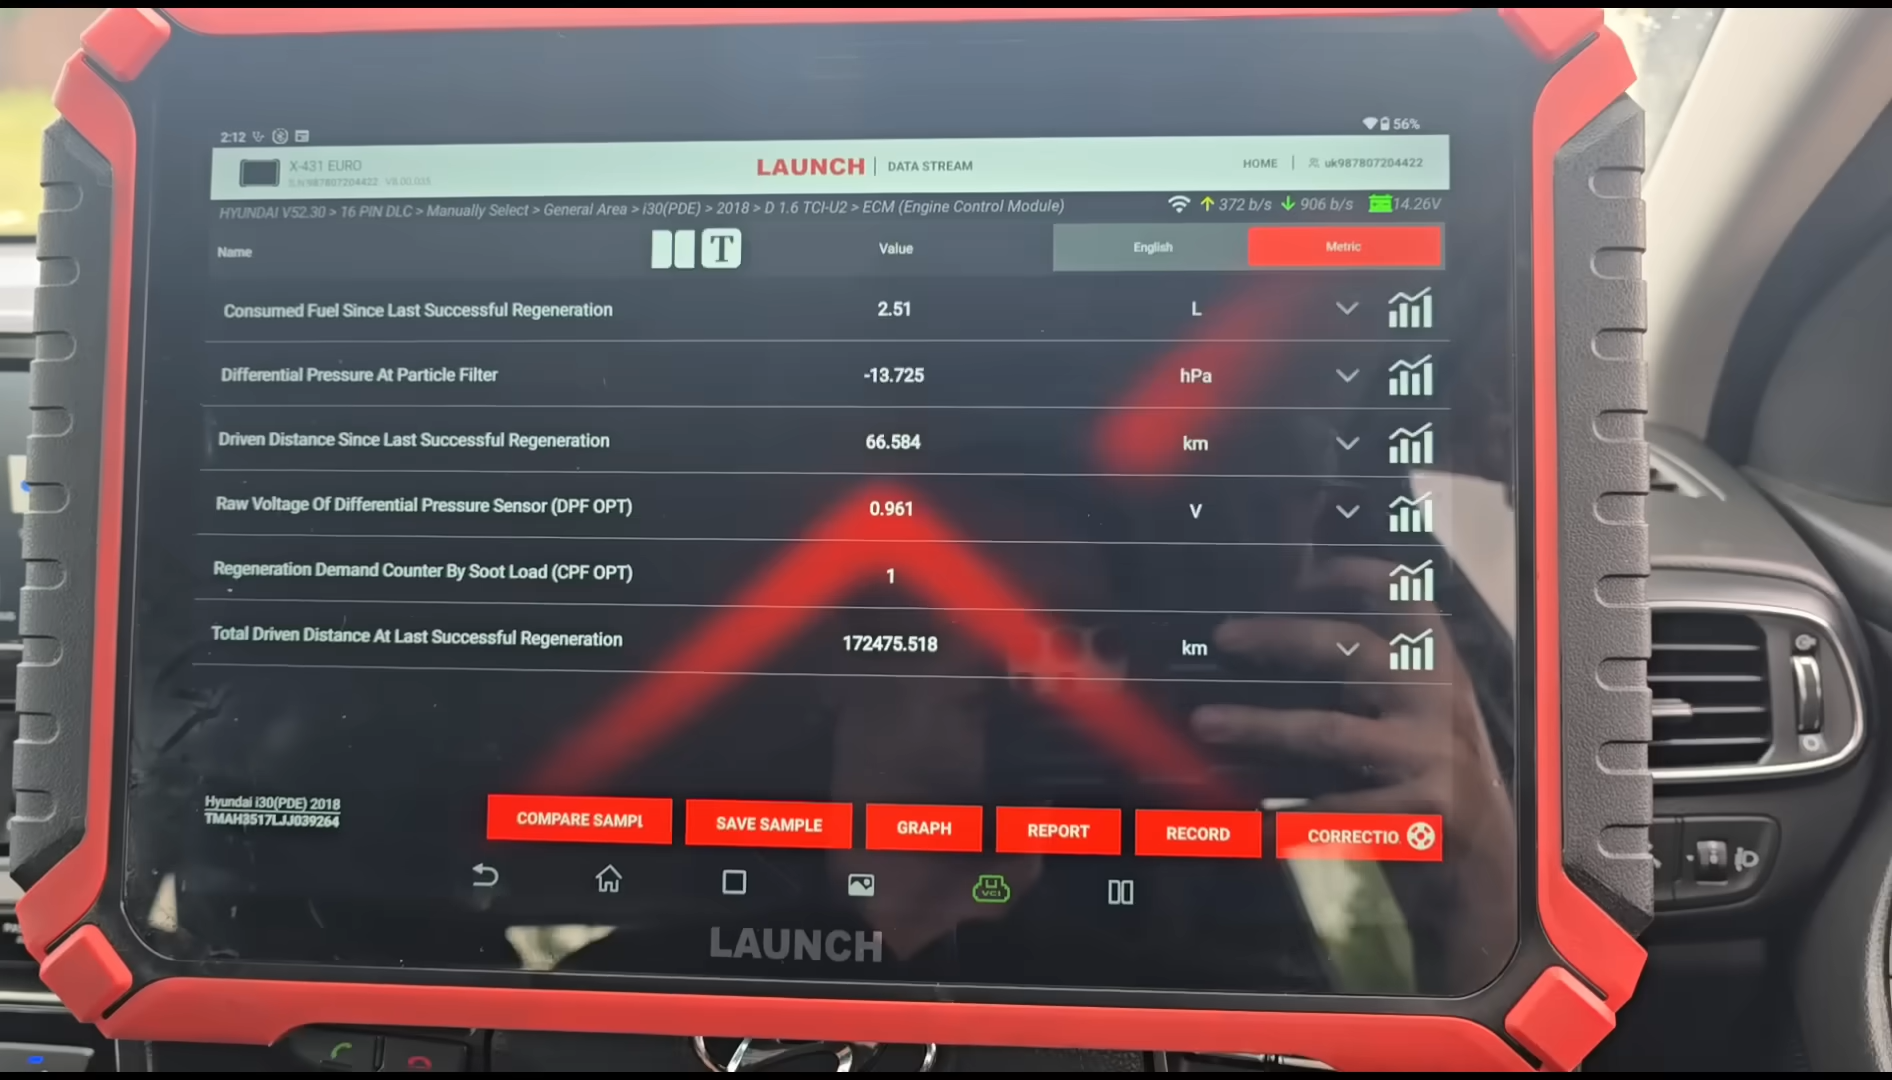 2:12 56%
X-431 EURO LAUNCH | DATA STREAM HOME | uk987807204422
S.N:987807204422 V8.00.035
HYUNDAI V52.30 > 16 PIN DLC > Manually Select > General Area > i30(PDE) > 2018 > D 1.6 TCI-U2 > ECM (Engine Control Module) 372 b/s 906 b/s 14.26V
Name T Value English Metric
Consumed Fuel Since Last Successful Regeneration 2.51 L
Differential Pressure At Particle Filter -13.725 hPa
Driven Distance Since Last Successful Regeneration 66.584 km
Raw Voltage Of Differential Pressure Sensor (DPF OPT) 0.961 V
Regeneration Demand Counter By Soot Load (CPF OPT) 1
Total Driven Distance At Last Successful Regeneration 172475.518 km
Hyundai i30(PDE) 2018
TMAH3517LJJ039264
COMPARE SAMPL SAVE SAMPLE GRAPH REPORT RECORD CORRECTIO
VCI
LAUNCH